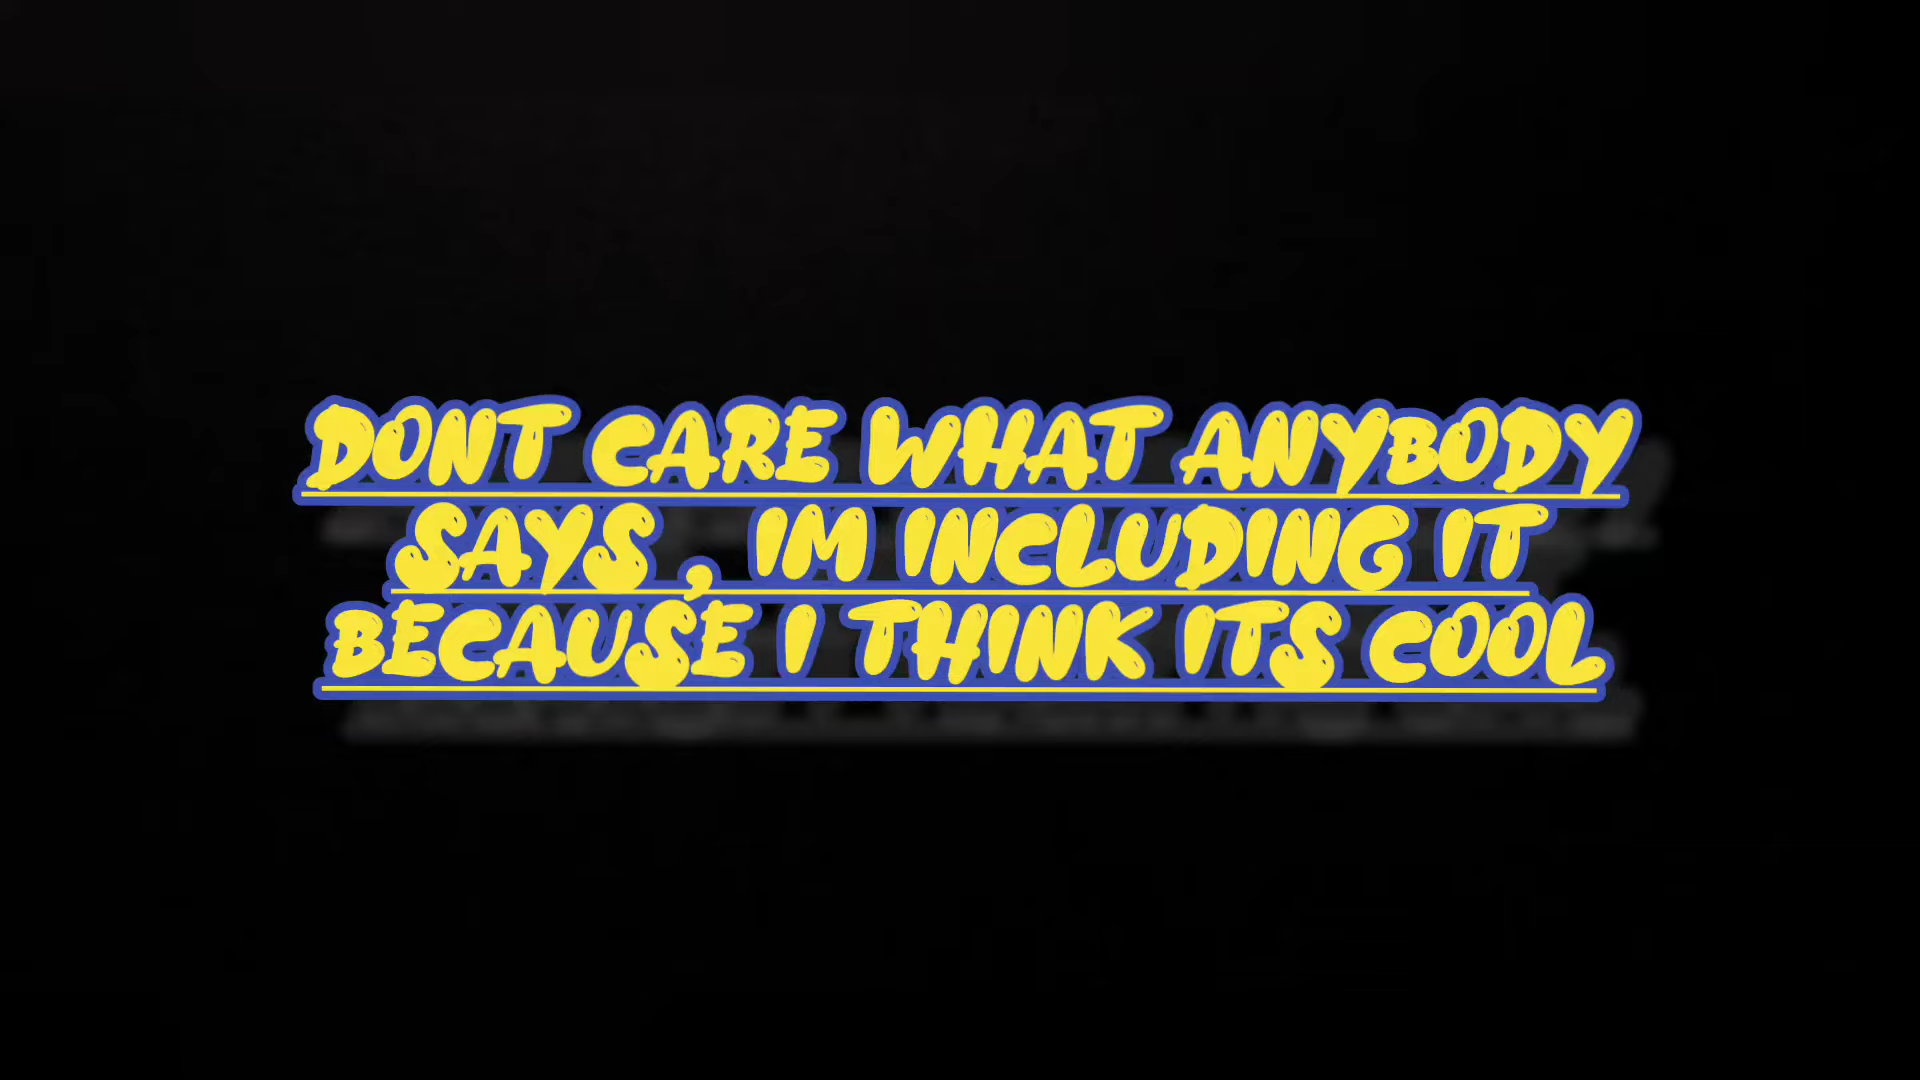 DONT CARE WHAT ANYBODY
SAYS , IM INCLUDING IT
BECAUSE I THINK ITS COOL